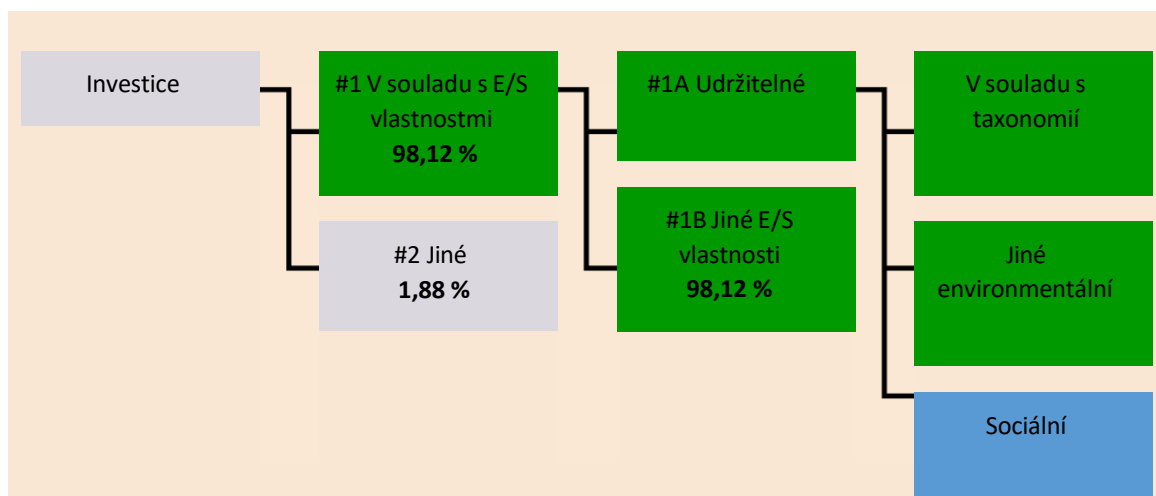 Investice
#1 V souladu s E/S
vlastnostmi
98,12 %
#2 Jiné
1,88 %
#1A Udržitelné
#1B Jiné E/S
vlastnosti
98,12 %
V souladu s
taxonomií
Jiné
environmentální
Sociální